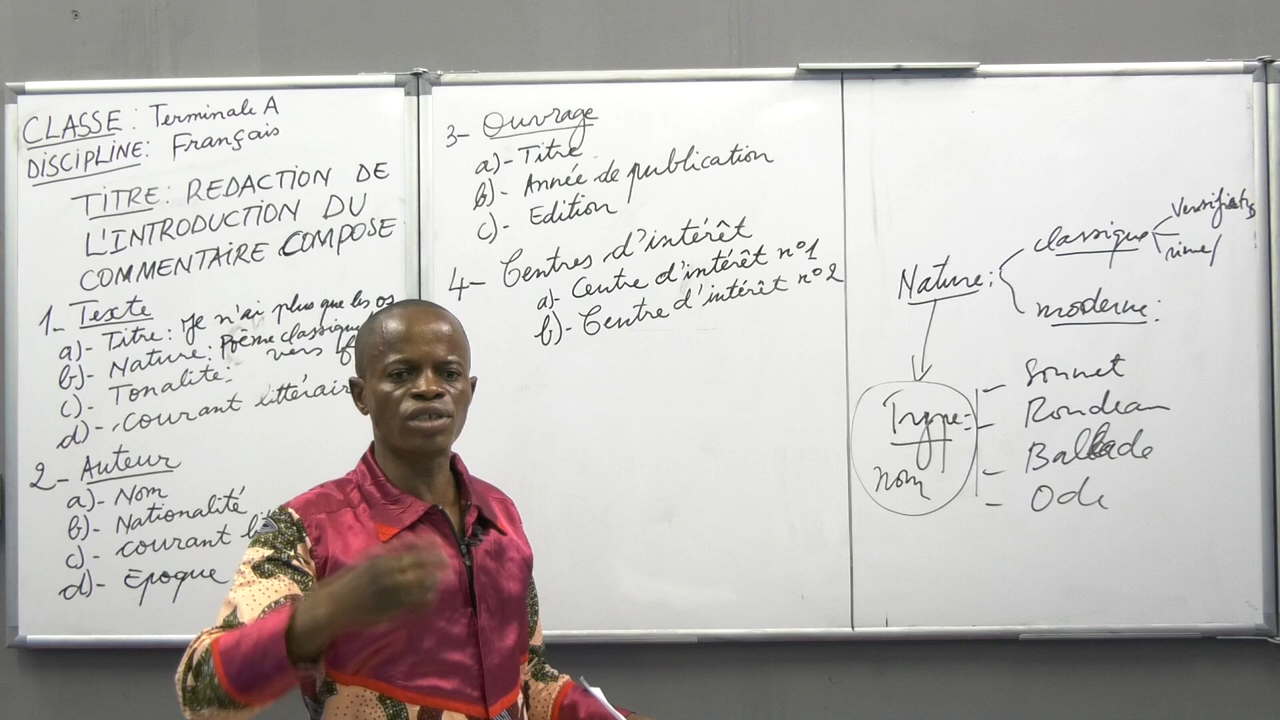 CLASSE : Terminale A
DISCIPLINE : Français
TITRE : REDACTION DE
L'INTRODUCTION DU
COMMENTAIRE COMPOSE
1- Texte
a)- Titre : Je n'ai plus que les os
b)- Nature : Poème classique
vers
c)- Tonalité :
d)- courant littérair
2- Auteur
a)- Nom
b)- Nationalité
c)- courant
d)- Epoque
3- Ouvrage
a)- Titre
b)- Année de publication
c)- Edition
4- Centres d'intérêt
a)- Centre d'intérêt n°1
b)- Centre d'intérêt n°2
Nature :
classique
moderne :
Type -
nom
- Sonnet
- Rondeau
- Ballade
- Ode